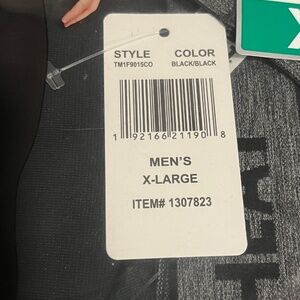 STYLE COLOR
TM1F9015CO BLACK/BLACK
1 92166 21190 8
MEN'S
X-LARGE
ITEM# 1307823